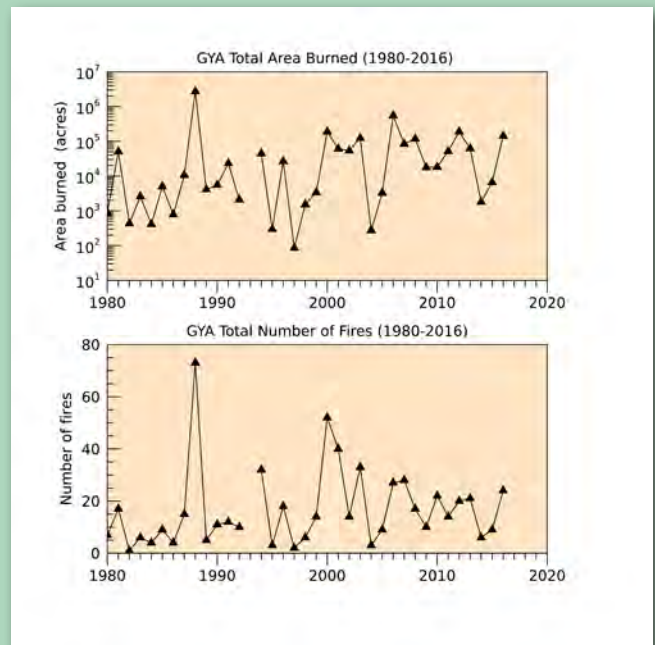 GYA Total Area Burned (1980-2016)
Area burned (acres)
10⁷
10⁶
10⁵
10⁴
10³
10²
10¹
1980 1990 2000 2010 2020
GYA Total Number of Fires (1980-2016)
Number of fires
80
60
40
20
0
1980 1990 2000 2010 2020